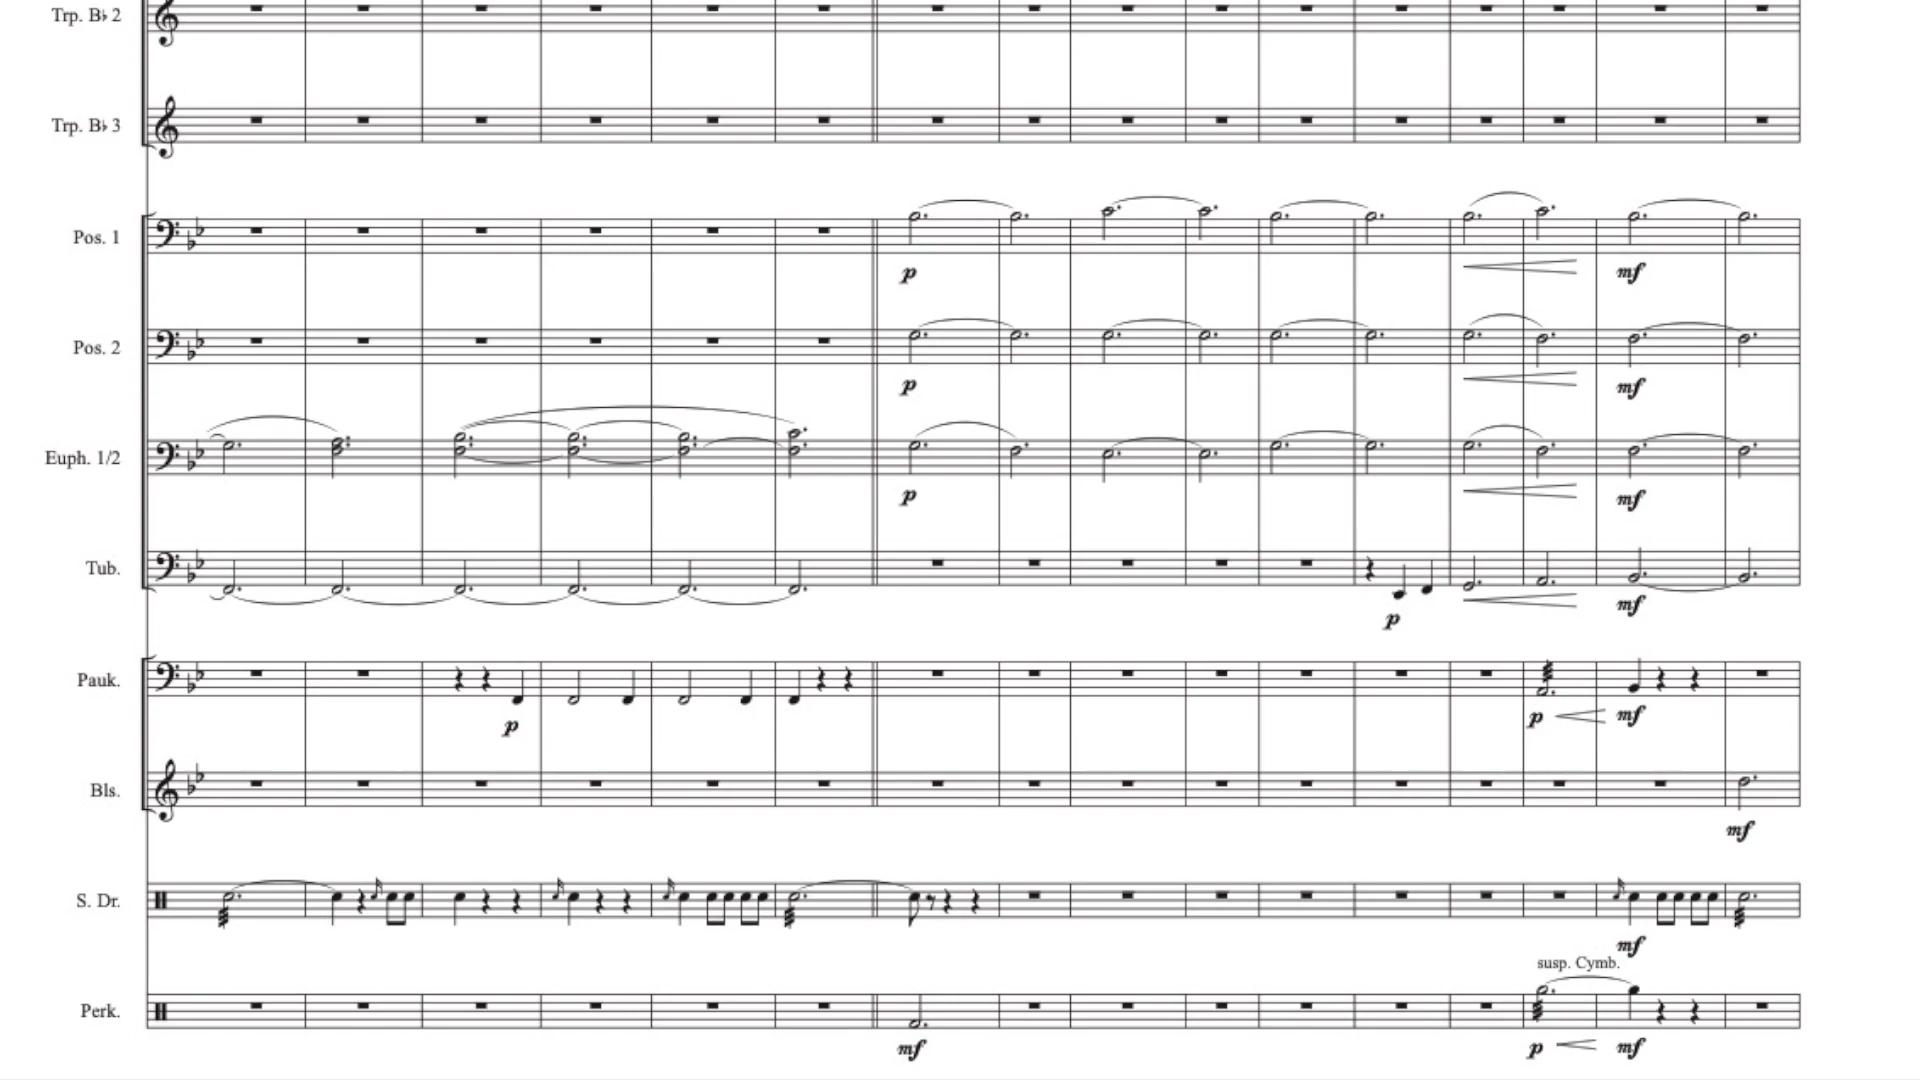 Trp. B♭ 2
Trp. B♭ 3
Pos. 1
p
mf
Pos. 2
p
mf
Euph. 1/2
p
mf
Tub.
p
mf
Pauk.
p
p
mf
Bls.
mf
S. Dr.
mf
susp. Cymb.
Perk.
mf
p
mf